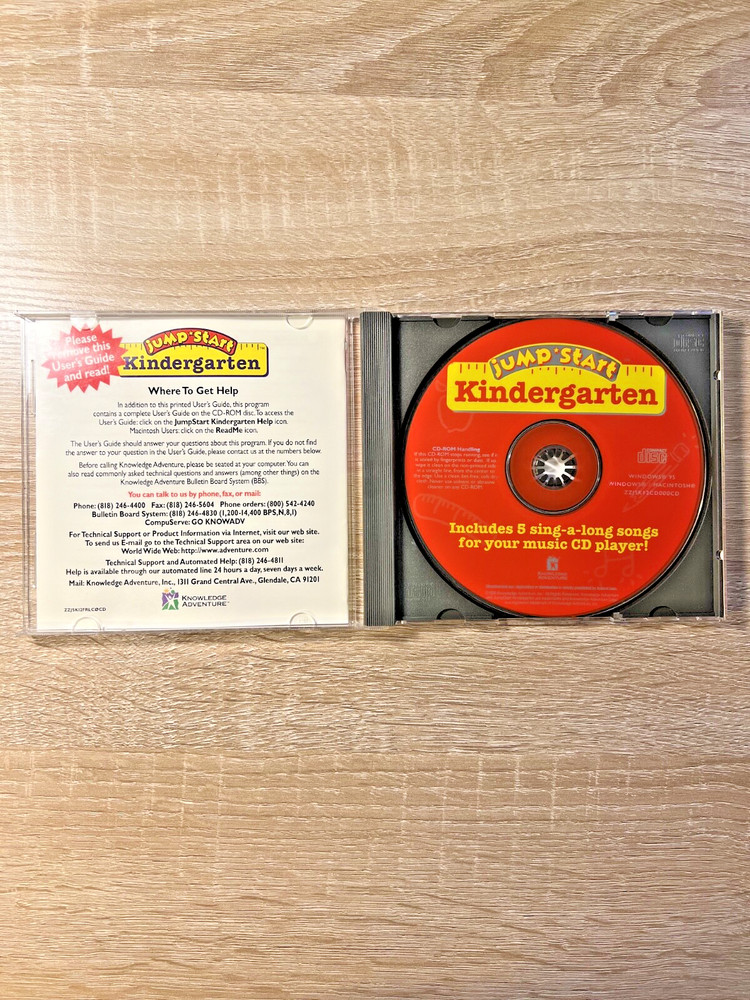 Please
remove this
User's Guide
and read!
JumpStart
Kindergarten
Where To Get Help
In addition to this printed User's Guide, this program
contains a complete User's Guide on the CD-ROM disc. To access the
User's Guide: click on the JumpStart Kindergarten Help icon.
Macintosh Users: click on the ReadMe icon.
The User's Guide should answer your questions about this program. If you do not find
the answer to your question in the User's Guide, please contact us at the numbers below.
Before calling Knowledge Adventure, please be seated at your computer. You can
also read commonly asked technical questions and answers (among other things) on the
Knowledge Adventure Bulletin Board System (BBS).
You can talk to us by phone, fax, or mail:
Phone: (818) 246-4400 Fax: (818) 246-5604 Phone orders: (800) 542-4240
Bulletin Board System: (818) 246-4830 (1,200-14,400 BPS,N,8,1)
CompuServe: GO KNOWADV
For Technical Support or Product Information via Internet, visit our web site.
To send us E-mail go to the Technical Support area on our web site:
World Wide Web: http://www.adventure.com
Technical Support and Automated Help: (818) 246-4811
Help is available through our automated line 24 hours a day, seven days a week.
Mail: Knowledge Adventure, Inc., 1311 Grand Central Ave., Glendale, CA 91201
KNOWLEDGE
ADVENTURE™
JumpStart
Kindergarten
CD-ROM Handling
disc
WINDOWS® 95
WINDOWS® MACINTOSH®
Includes 5 sing-a-long songs
for your music CD player!
KNOWLEDGE
ADVENTURE